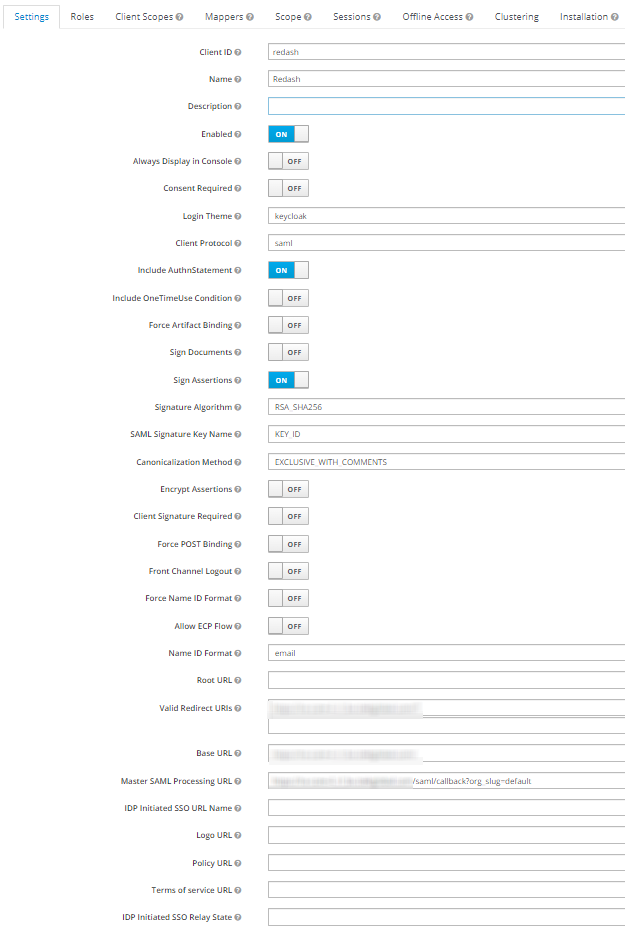 Settings Roles Client Scopes Mappers Scope Sessions Offline Access Clustering Installation
Client ID redash
Name Redash
Description
Enabled ON
Always Display in Console OFF
Consent Required OFF
Login Theme keycloak
Client Protocol saml
Include AuthnStatement ON
Include OneTimeUse Condition OFF
Force Artifact Binding OFF
Sign Documents OFF
Sign Assertions ON
Signature Algorithm RSA_SHA256
SAML Signature Key Name KEY_ID
Canonicalization Method EXCLUSIVE_WITH_COMMENTS
Encrypt Assertions OFF
Client Signature Required OFF
Force POST Binding OFF
Front Channel Logout OFF
Force Name ID Format OFF
Allow ECP Flow OFF
Name ID Format email
Root URL
Valid Redirect URIs
Base URL
Master SAML Processing URL /saml/callback?org_slug=default
IDP Initiated SSO URL Name
Logo URL
Policy URL
Terms of service URL
IDP Initiated SSO Relay State